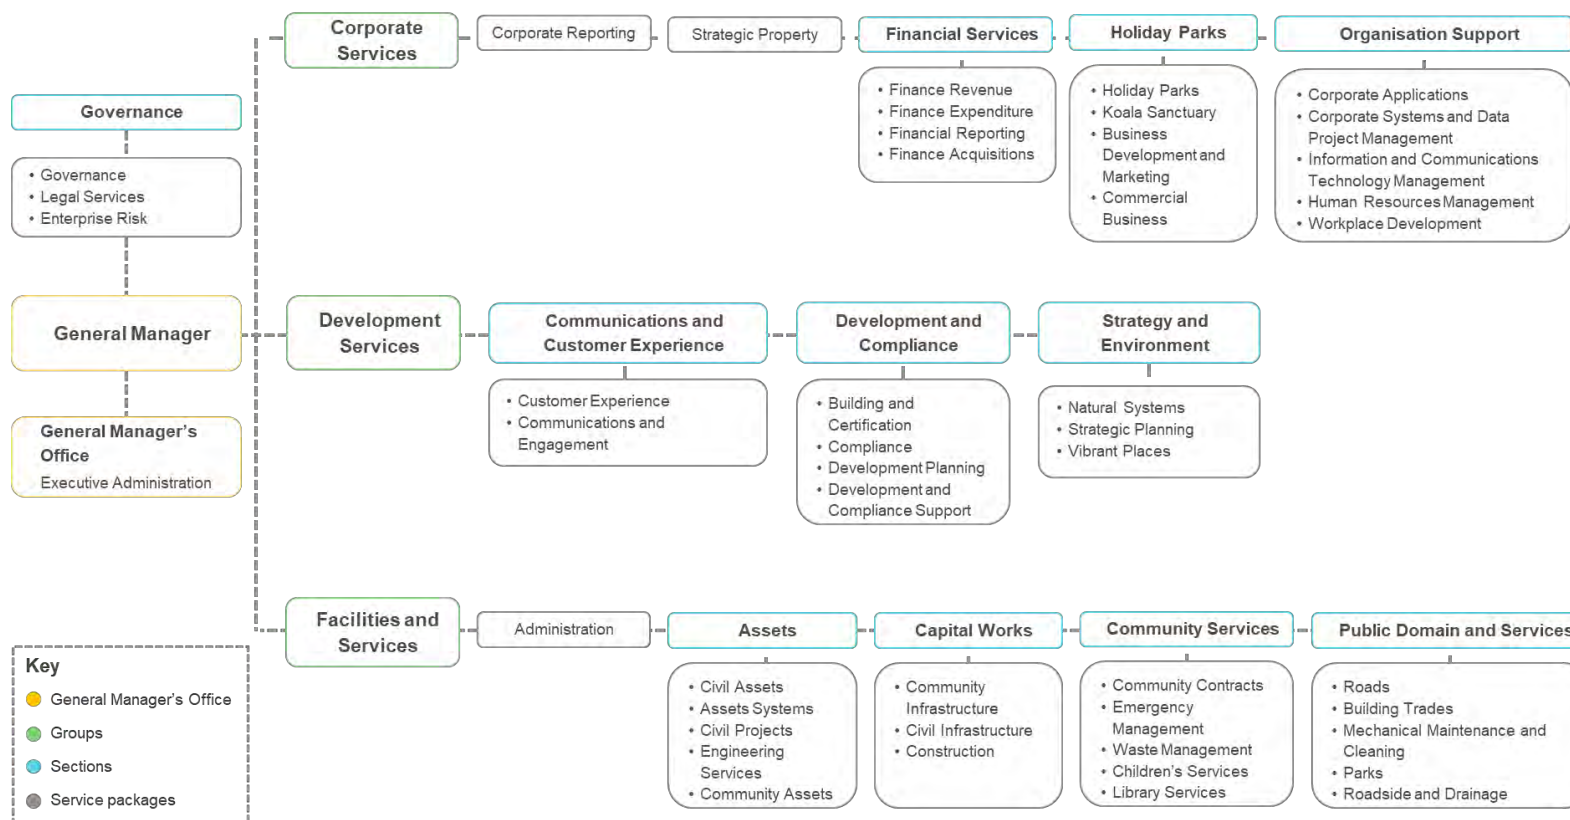 Corporate
Services
Corporate Reporting
Strategic Property
Financial Services
Holiday Parks
Organisation Support
• Finance Revenue
• Finance Expenditure
• Financial Reporting
• Finance Acquisitions
• Holiday Parks
• Koala Sanctuary
• Business
Development and
Marketing
• Commercial
Business
• Corporate Applications
• Corporate Systems and Data
Project Management
• Information and Communications
Technology Management
• Human Resources Management
• Workplace Development
Governance
• Governance
• Legal Services
• Enterprise Risk
General Manager
General Manager's
Office
Executive Administration
Development
Services
Communications and
Customer Experience
Development and
Compliance
Strategy and
Environment
• Customer Experience
• Communications and
Engagement
• Building and
Certification
• Compliance
• Development Planning
• Development and
Compliance Support
• Natural Systems
• Strategic Planning
• Vibrant Places
Facilities and
Services
Administration
Assets
Capital Works
Community Services
Public Domain and Services
• Civil Assets
• Assets Systems
• Civil Projects
• Engineering
Services
• Community Assets
• Community
Infrastructure
• Civil Infrastructure
• Construction
• Community Contracts
• Emergency
Management
• Waste Management
• Children's Services
• Library Services
• Roads
• Building Trades
• Mechanical Maintenance and
Cleaning
• Parks
• Roadside and Drainage
Key
General Manager's Office
Groups
Sections
Service packages